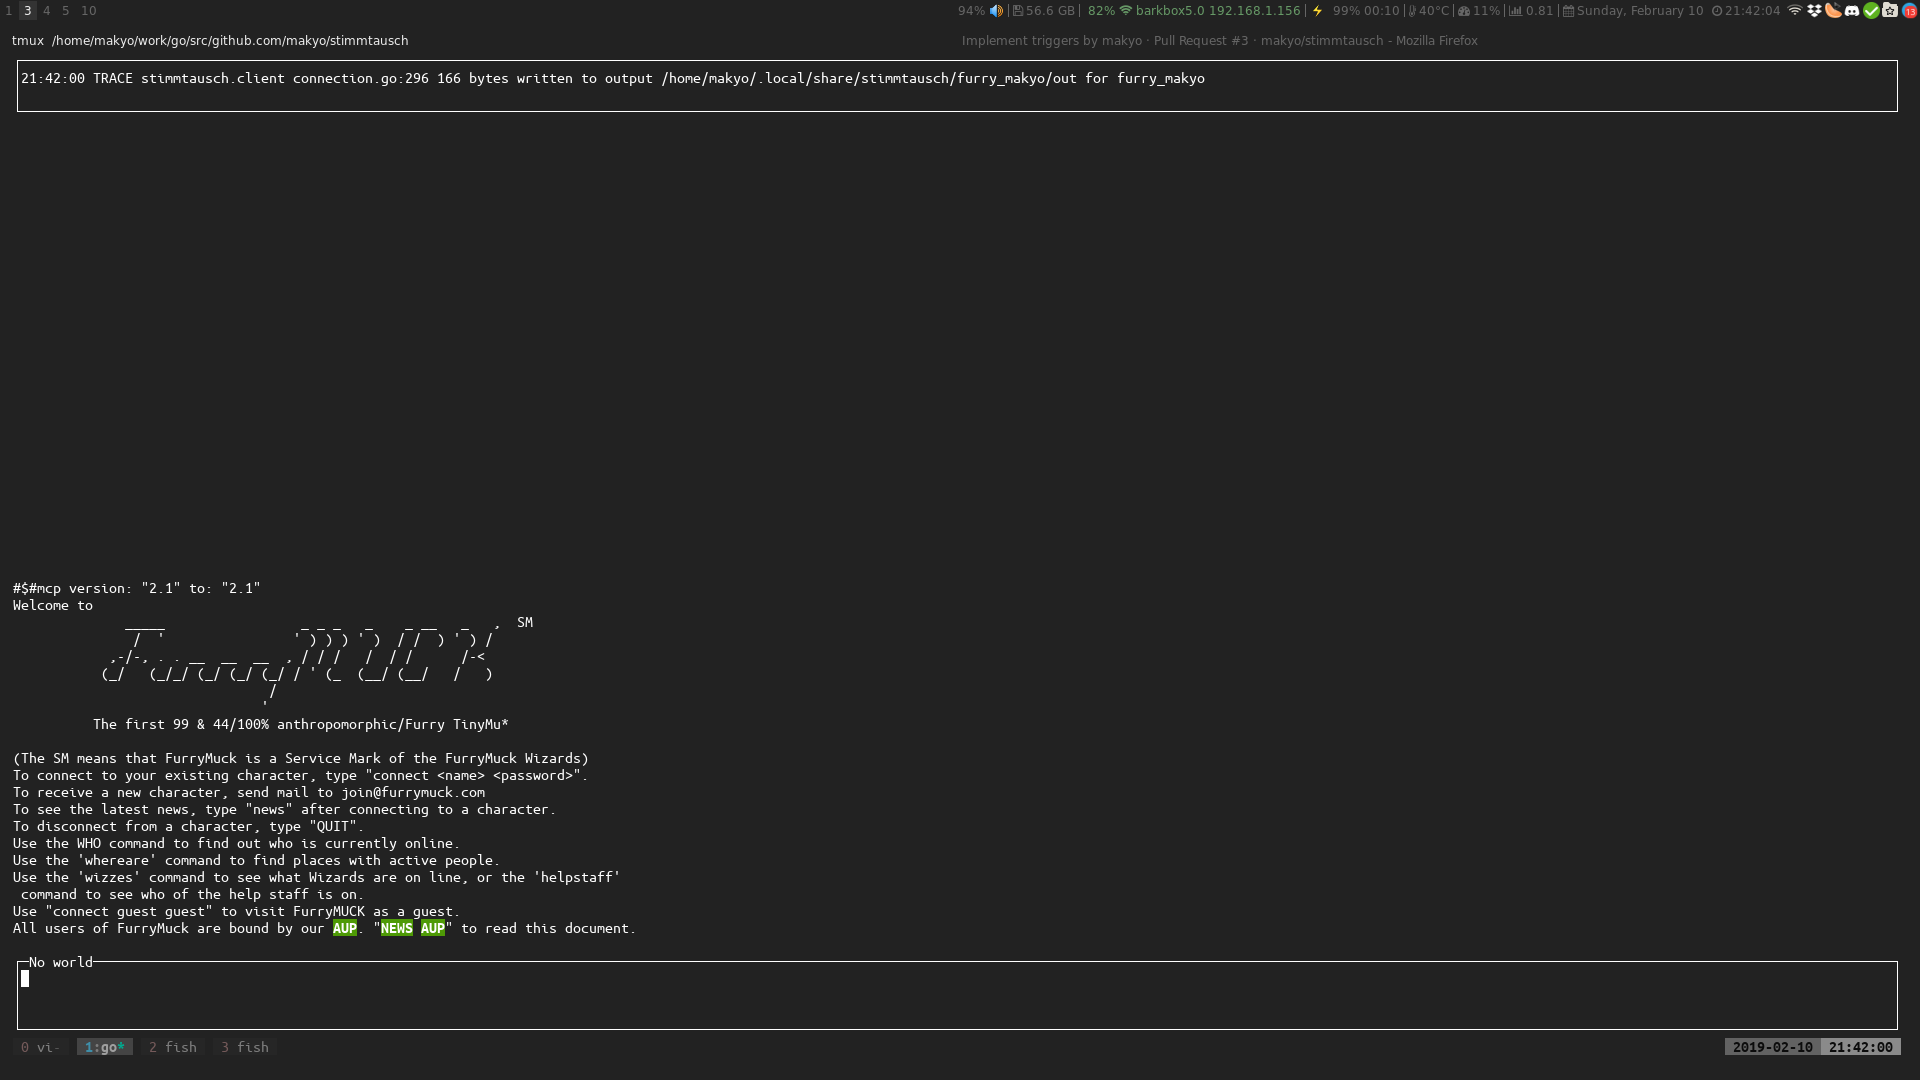 1 3 4 5 10 94% 56.6 GB 82% barkbox5.0 192.168.1.156 99% 00:10 40°C 11% 0.81 Sunday, February 10 21:42:04 13
tmux /home/makyo/work/go/src/github.com/makyo/stimmtausch Implement triggers by makyo · Pull Request #3 · makyo/stimmtausch - Mozilla Firefox
21:42:00 TRACE stimmtausch.client connection.go:296 166 bytes written to output /home/makyo/.local/share/stimmtausch/furry_makyo/out for furry_makyo
#$#mcp version: "2.1" to: "2.1"
Welcome to
SM
The first 99 & 44/100% anthropomorphic/Furry TinyMu*
(The SM means that FurryMuck is a Service Mark of the FurryMuck Wizards)
To connect to your existing character, type "connect <name> <password>".
To receive a new character, send mail to join@furrymuck.com
To see the latest news, type "news" after connecting to a character.
To disconnect from a character, type "QUIT".
Use the WHO command to find out who is currently online.
Use the 'whereare' command to find places with active people.
Use the 'wizzes' command to see what Wizards are on line, or the 'helpstaff'
command to see who of the help staff is on.
Use "connect guest guest" to visit FurryMUCK as a guest.
All users of FurryMuck are bound by our AUP. "NEWS AUP" to read this document.
No world
0 vi- 1:go* 2 fish 3 fish 2019-02-10 21:42:00